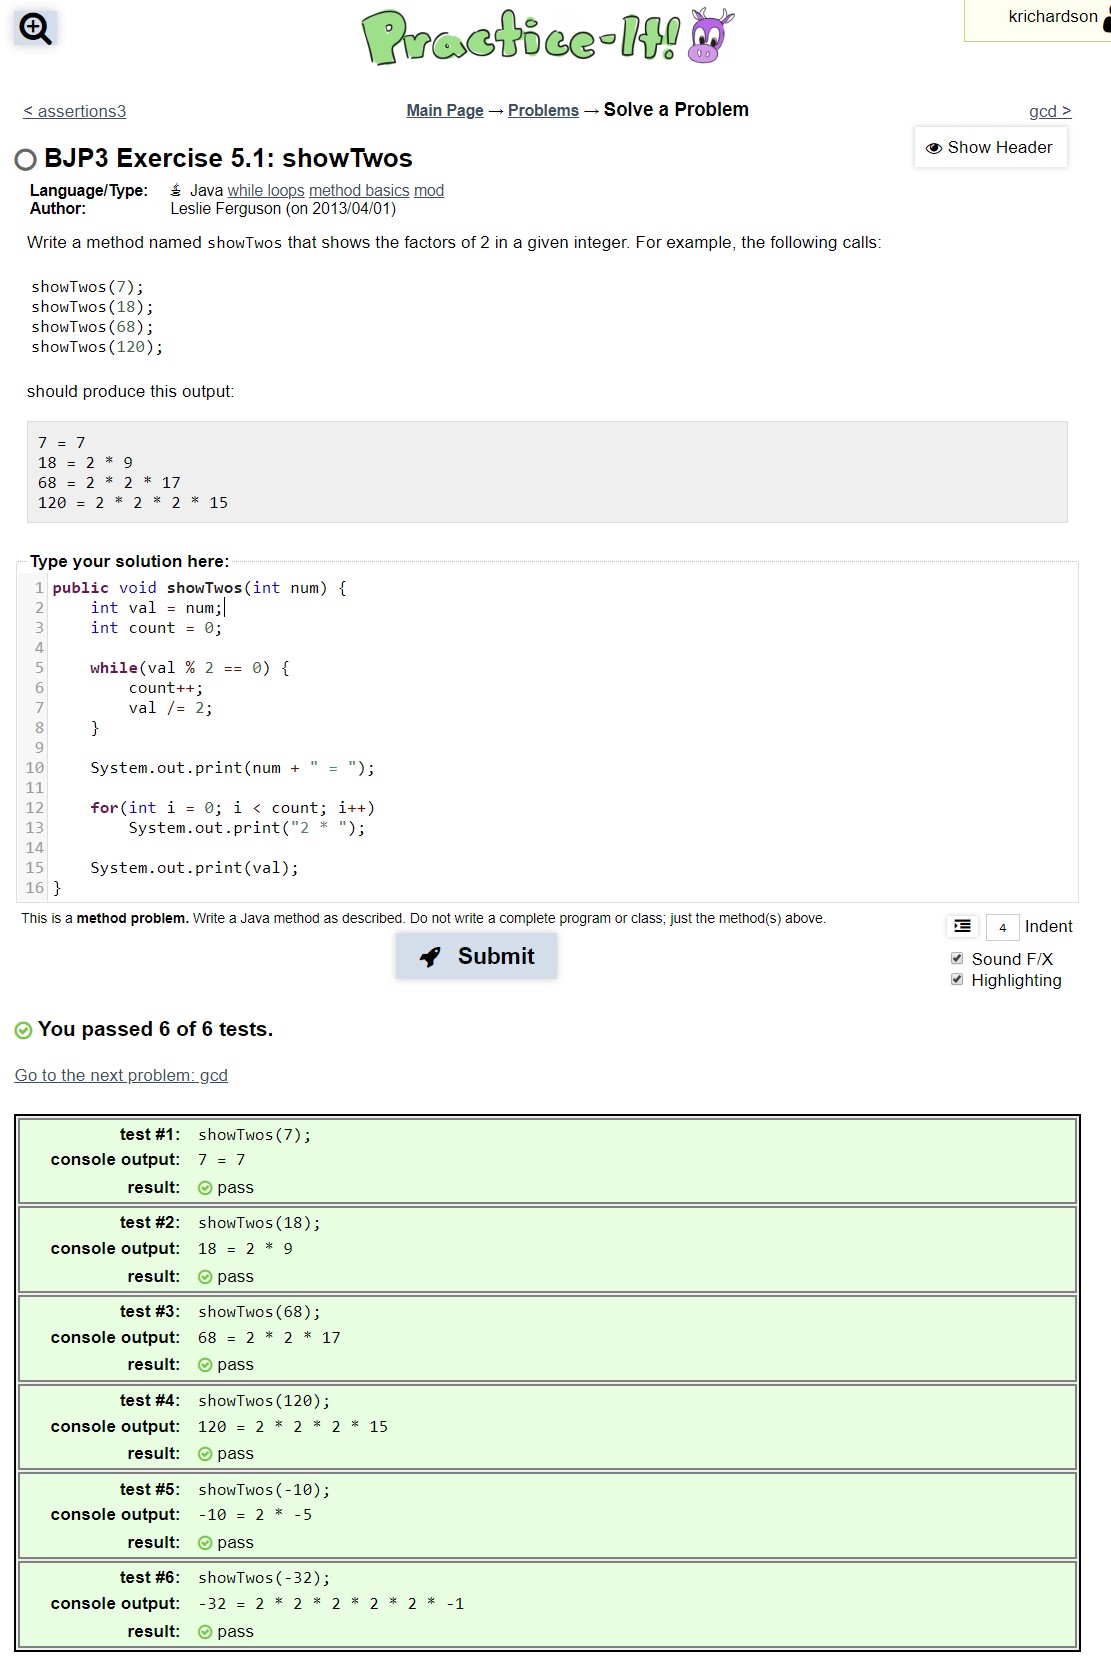 Practice-It!
krichardson
< assertions3
Main Page → Problems → Solve a Problem
gcd >
Show Header
BJP3 Exercise 5.1: showTwos
Language/Type: Java while loops method basics mod
Author: Leslie Ferguson (on 2013/04/01)
Write a method named showTwos that shows the factors of 2 in a given integer. For example, the following calls:
showTwos(7);
showTwos(18);
showTwos(68);
showTwos(120);
should produce this output:
7 = 7
18 = 2 * 9
68 = 2 * 2 * 17
120 = 2 * 2 * 2 * 15
Type your solution here:
1 public void showTwos(int num) {
2     int val = num;
3     int count = 0;
4
5     while(val % 2 == 0) {
6         count++;
7         val /= 2;
8     }
9
10     System.out.print(num + " = ");
11
12     for(int i = 0; i < count; i++)
13         System.out.print("2 * ");
14
15     System.out.print(val);
16 }
This is a method problem. Write a Java method as described. Do not write a complete program or class; just the method(s) above.
4 Indent
Submit
Sound F/X
Highlighting
You passed 6 of 6 tests.
Go to the next problem: gcd
test #1: showTwos(7);
console output: 7 = 7
result: pass
test #2: showTwos(18);
console output: 18 = 2 * 9
result: pass
test #3: showTwos(68);
console output: 68 = 2 * 2 * 17
result: pass
test #4: showTwos(120);
console output: 120 = 2 * 2 * 2 * 15
result: pass
test #5: showTwos(-10);
console output: -10 = 2 * -5
result: pass
test #6: showTwos(-32);
console output: -32 = 2 * 2 * 2 * 2 * 2 * -1
result: pass